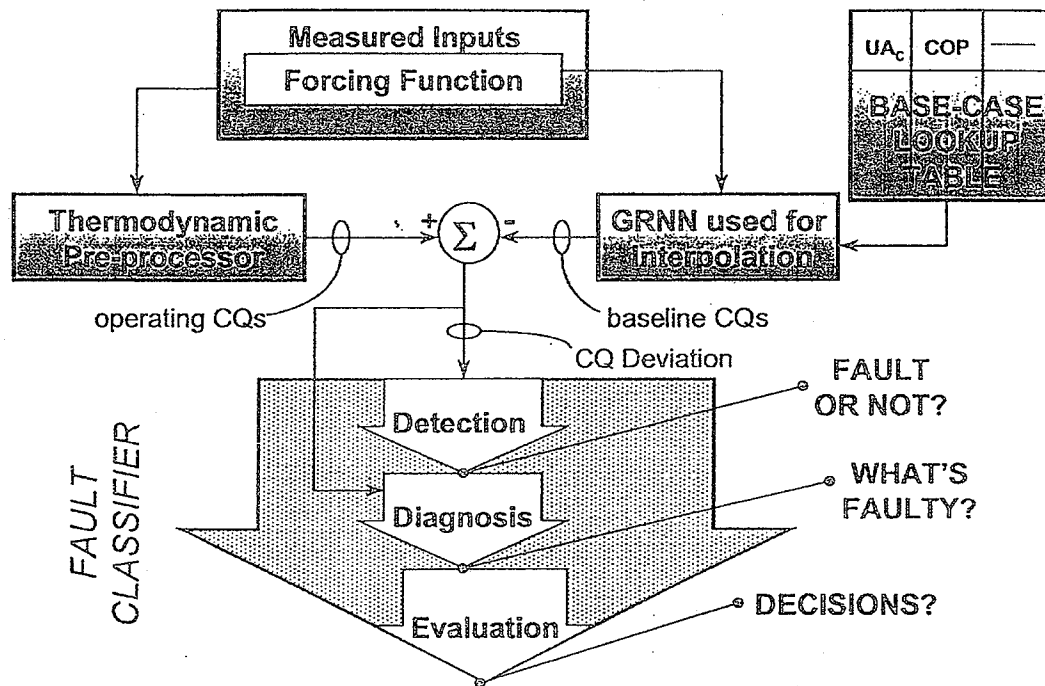 Measured Inputs
Forcing Function
UAc COP
BASE-CASE
LOOKUP
TABLE
Thermodynamic
Pre-processor
+
Σ
-
GRNN used for
interpolation
operating CQs
baseline CQs
CQ Deviation
FAULT
CLASSIFIER
Detection
FAULT
OR NOT?
Diagnosis
WHAT'S
FAULTY?
Evaluation
DECISIONS?